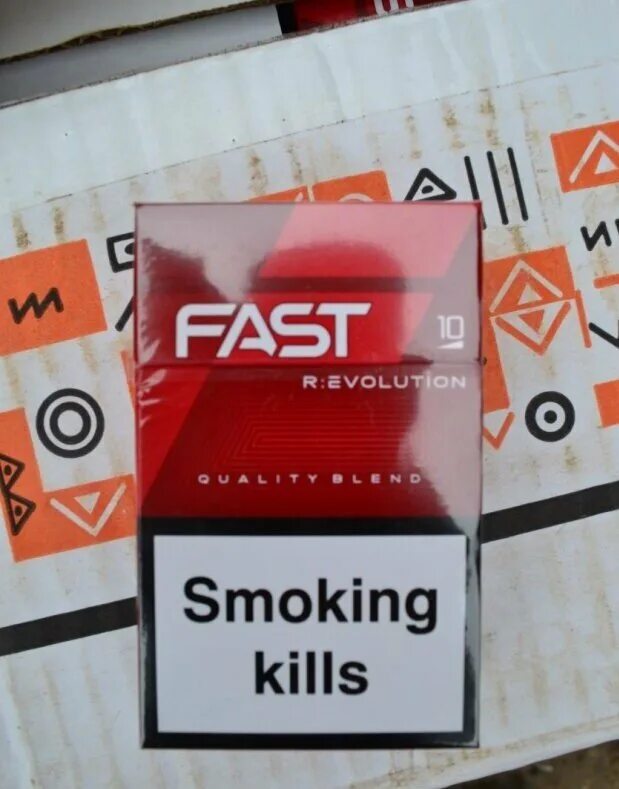 FAST
10
R:EVOLUTION
QUALITY BLEND
Smoking
kills